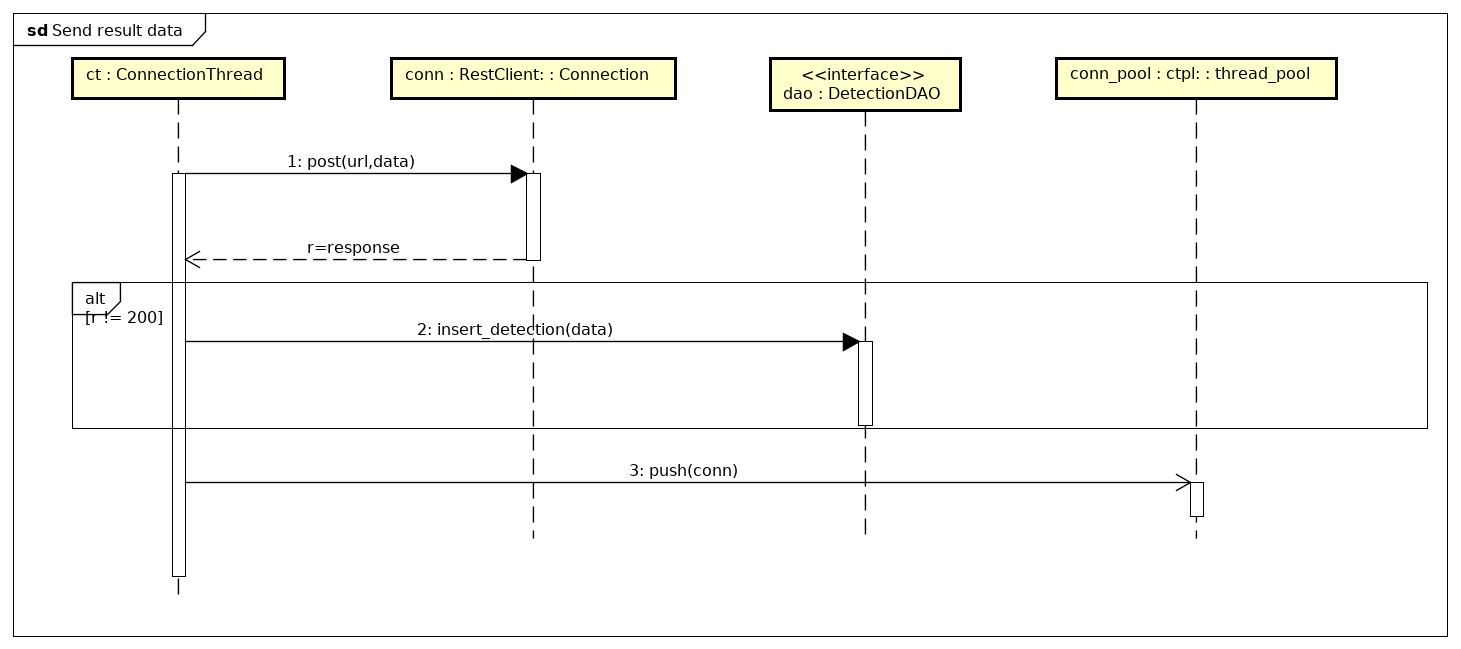 sd Send result data
ct : ConnectionThread
conn : RestClient: : Connection
<<interface>>
dao : DetectionDAO
conn_pool : ctpl: : thread_pool
1: post(url,data)
r=response
alt
[r != 200]
2: insert_detection(data)
3: push(conn)